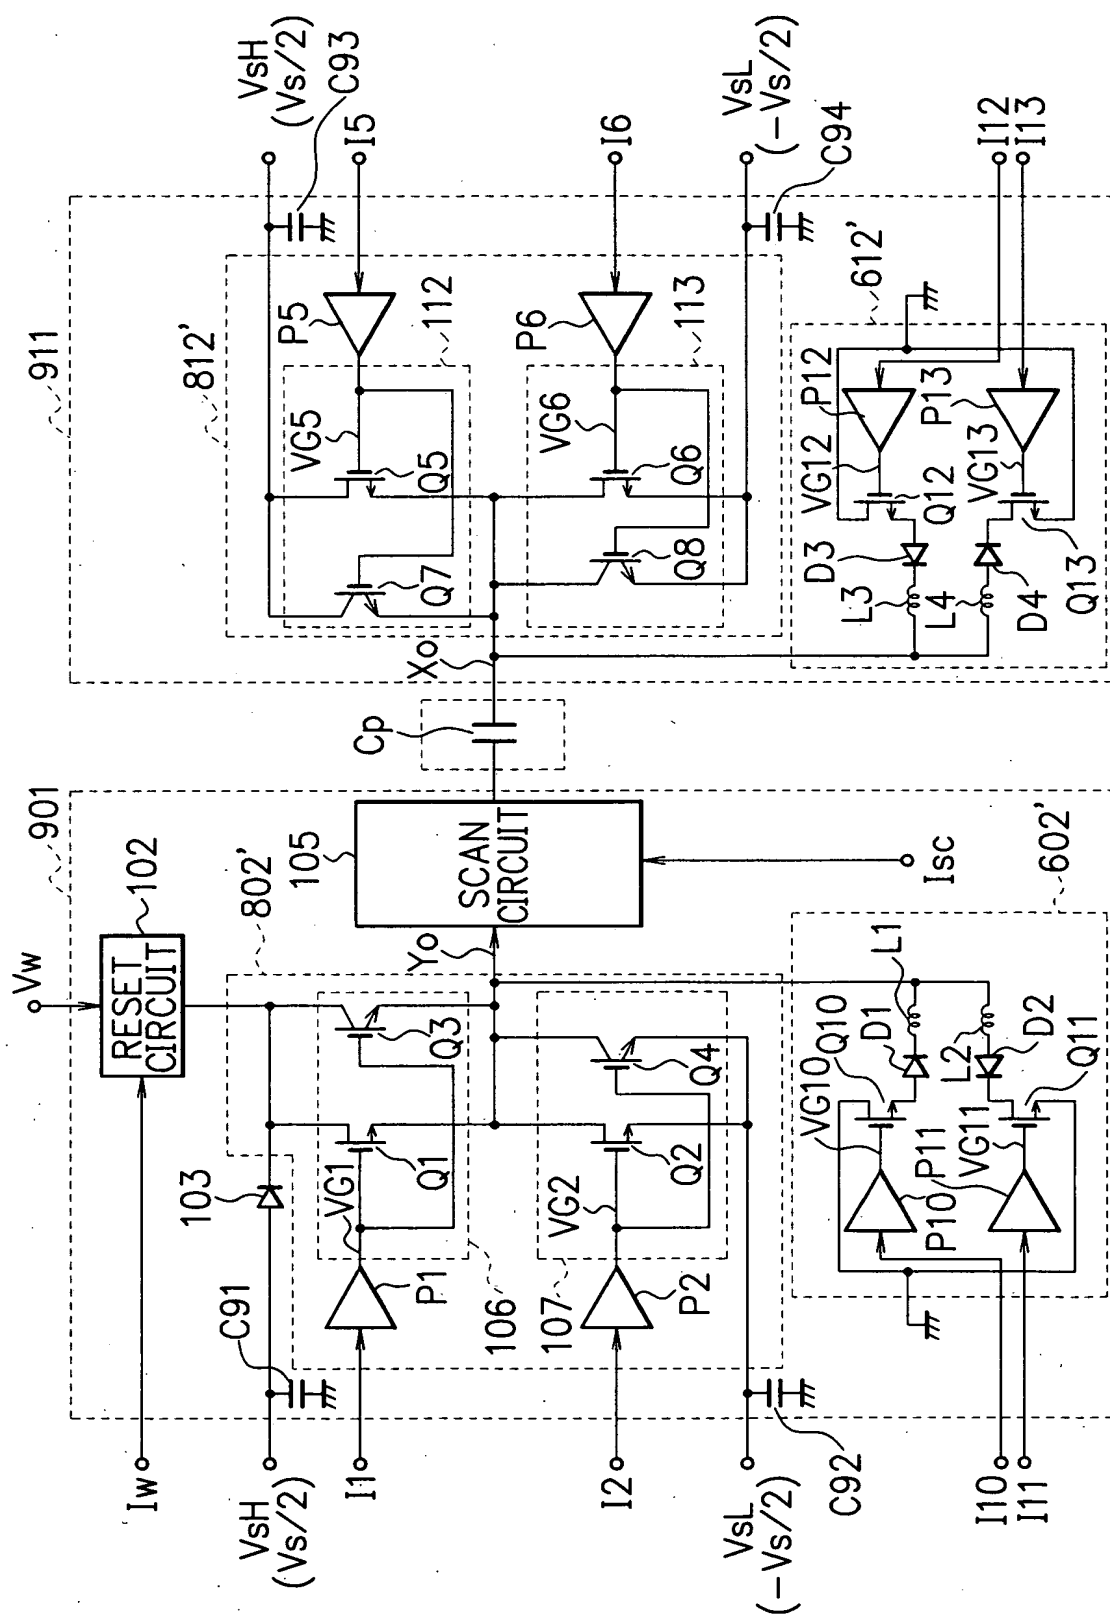 Vw
901
RESET
CIRCUIT
102
Iw
VsH
(Vs/2)
C91
103
802'
I1
P1
VG1
Q1
Q3
106
Yo
105
SCAN
CIRCUIT
Isc
I2
P2
VG2
Q2
Q4
107
VsL
(−Vs/2)
C92
I10
I11
P10
P11
VG10
VG11
Q10
Q11
D1
D2
L1
L2
602'
Cp
Xo
911
812'
VsH
(Vs/2)
C93
I5
P5
VG5
Q5
Q7
112
I6
P6
VG6
Q6
Q8
113
VsL
(−Vs/2)
C94
612'
I12
I13
P12
P13
VG12
VG13
Q12
Q13
D3
D4
L3
L4